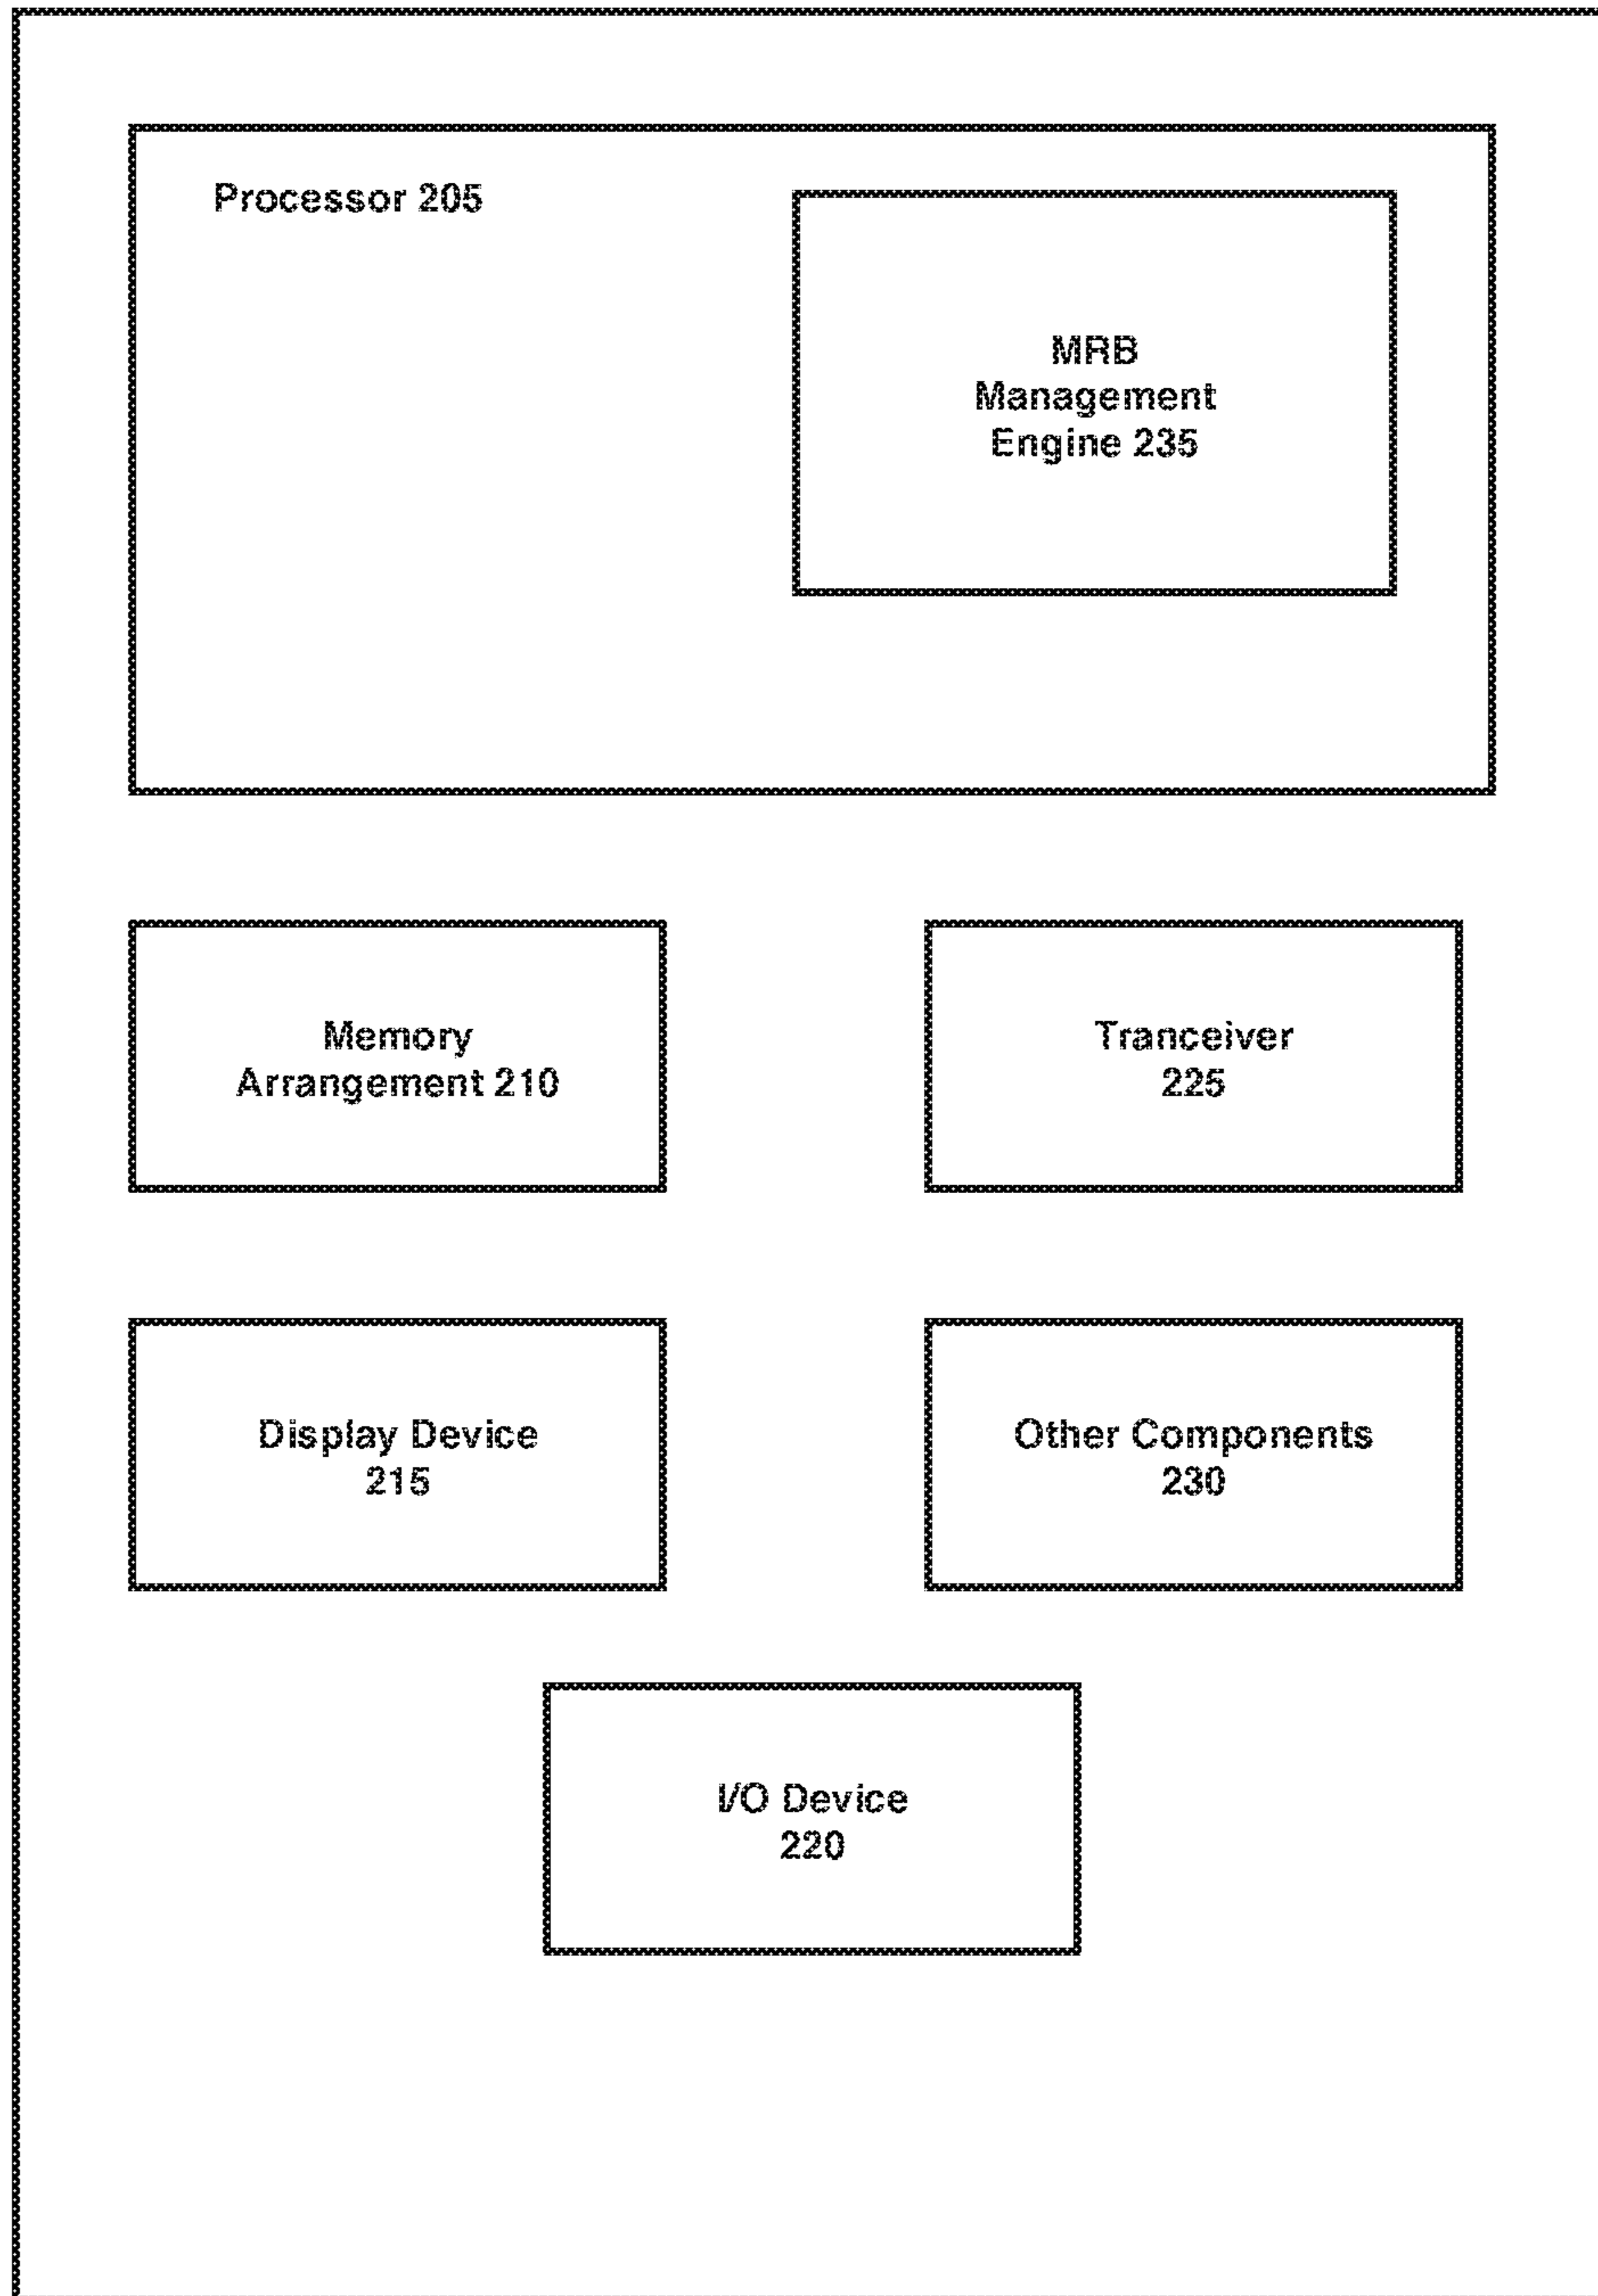 Processor 205
MRB
Management
Engine 235
Memory
Arrangement 210
Tranceiver
225
Display Device
215
Other Components
230
I/O Device
220